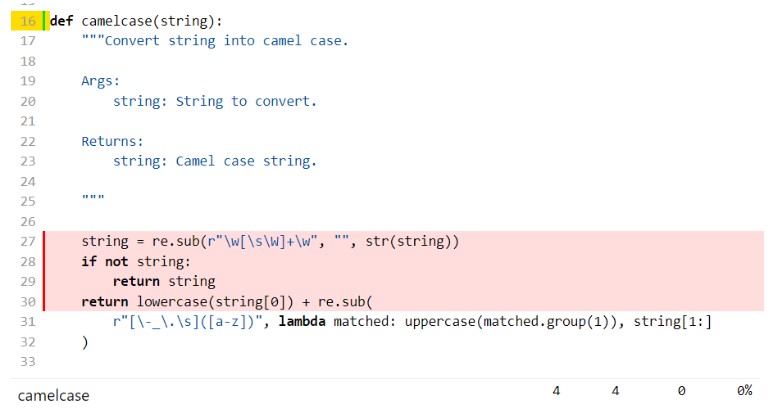 16 def camelcase(string):
17     """Convert string into camel case.
18
19     Args:
20         string: String to convert.
21
22     Returns:
23         string: Camel case string.
24
25     """
26
27     string = re.sub(r"\w[\s\W]+\w", "", str(string))
28     if not string:
29         return string
30     return lowercase(string[0]) + re.sub(
31         r"[\-_\.\s]([a-z])", lambda matched: uppercase(matched.group(1)), string[1:]
32     )
33
camelcase 4 4 0 0%